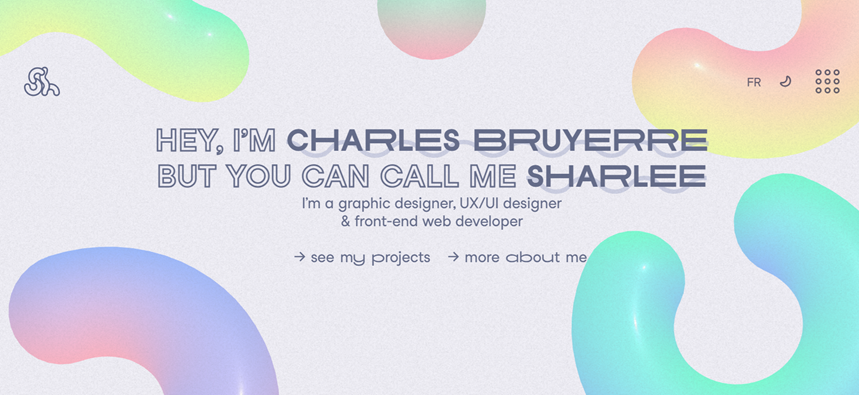 Sh
FR
HEY, I'M CHARLES BRUYERRE
BUT YOU CAN CALL ME SHARLEE
I'm a graphic designer, UX/UI designer
& front-end web developer
→ see my projects → more about me